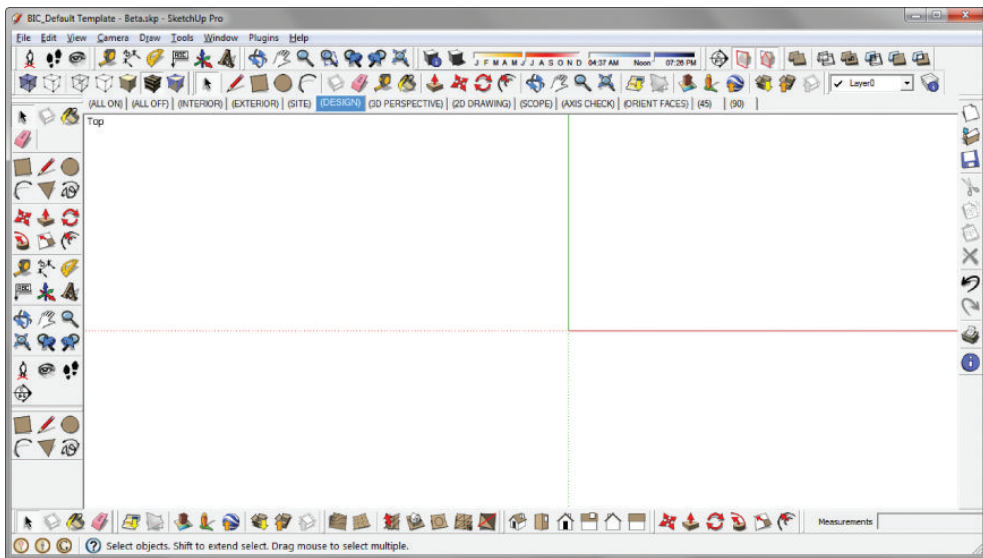 BIC_Default Template - Beta.skp - SketchUp Pro
File Edit View Camera Draw Tools Window Plugins Help
J F M A M J J A S O N D 04:37 AM Noon 07:26 PM
Layer0
(ALL ON) (ALL OFF) (INTERIOR) (EXTERIOR) (SITE) (DESIGN) (3D PERSPECTIVE) (2D DRAWING) (SCOPE) (AXIS CHECK) (ORIENT FACES) (45) (90)
Top
Measurements
Select objects. Shift to extend select. Drag mouse to select multiple.